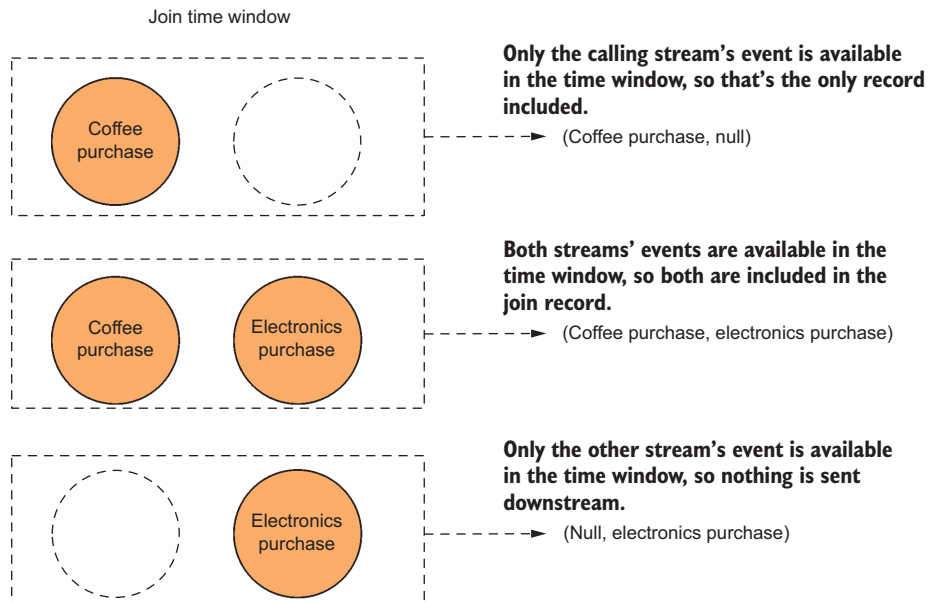 Join time window
Coffee
purchase
Only the calling stream's event is available
in the time window, so that's the only record
included.
(Coffee purchase, null)
Coffee
purchase
Electronics
purchase
Both streams' events are available in the
time window, so both are included in the
join record.
(Coffee purchase, electronics purchase)
Electronics
purchase
Only the other stream's event is available
in the time window, so nothing is sent
downstream.
(Null, electronics purchase)